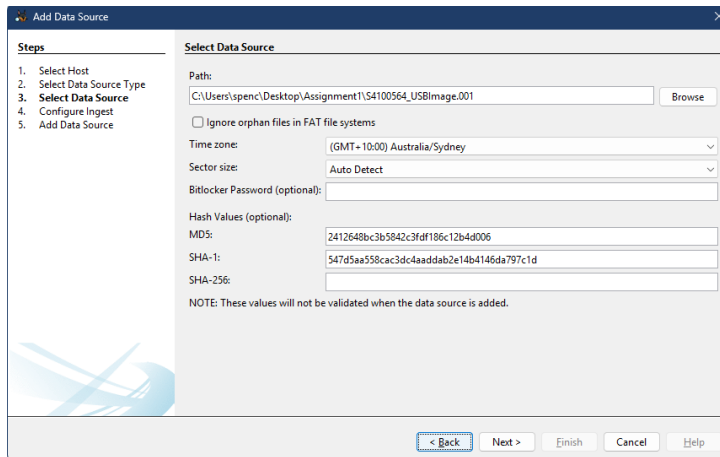 Add Data Source
Steps
1. Select Host
2. Select Data Source Type
3. Select Data Source
4. Configure Ingest
5. Add Data Source
Select Data Source
Path:
C:\Users\spenc\Desktop\Assignment1\S4100564_USBImage.001
Browse
Ignore orphan files in FAT file systems
Time zone: (GMT+10:00) Australia/Sydney
Sector size: Auto Detect
Bitlocker Password (optional):
Hash Values (optional):
MD5: 2412648bc3b5842c3fdf186c12b4d006
SHA-1: 547d5aa558cac3dc4aaddab2e14b4146da797c1d
SHA-256:
NOTE: These values will not be validated when the data source is added.
< Back Next > Finish Cancel Help